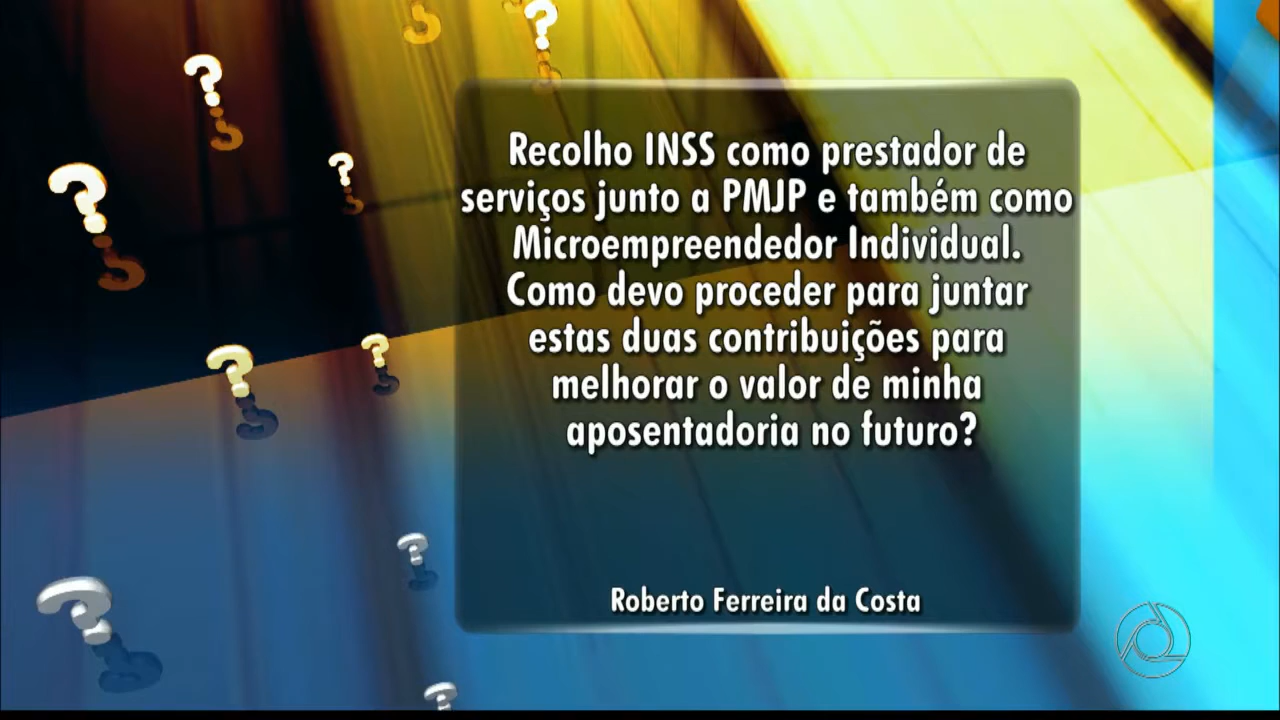 Recolho INSS como prestador de
serviços junto a PMJP e também como
Microempreendedor Individual.
Como devo proceder para juntar
estas duas contribuições para
melhorar o valor de minha
aposentadoria no futuro?
Roberto Ferreira da Costa